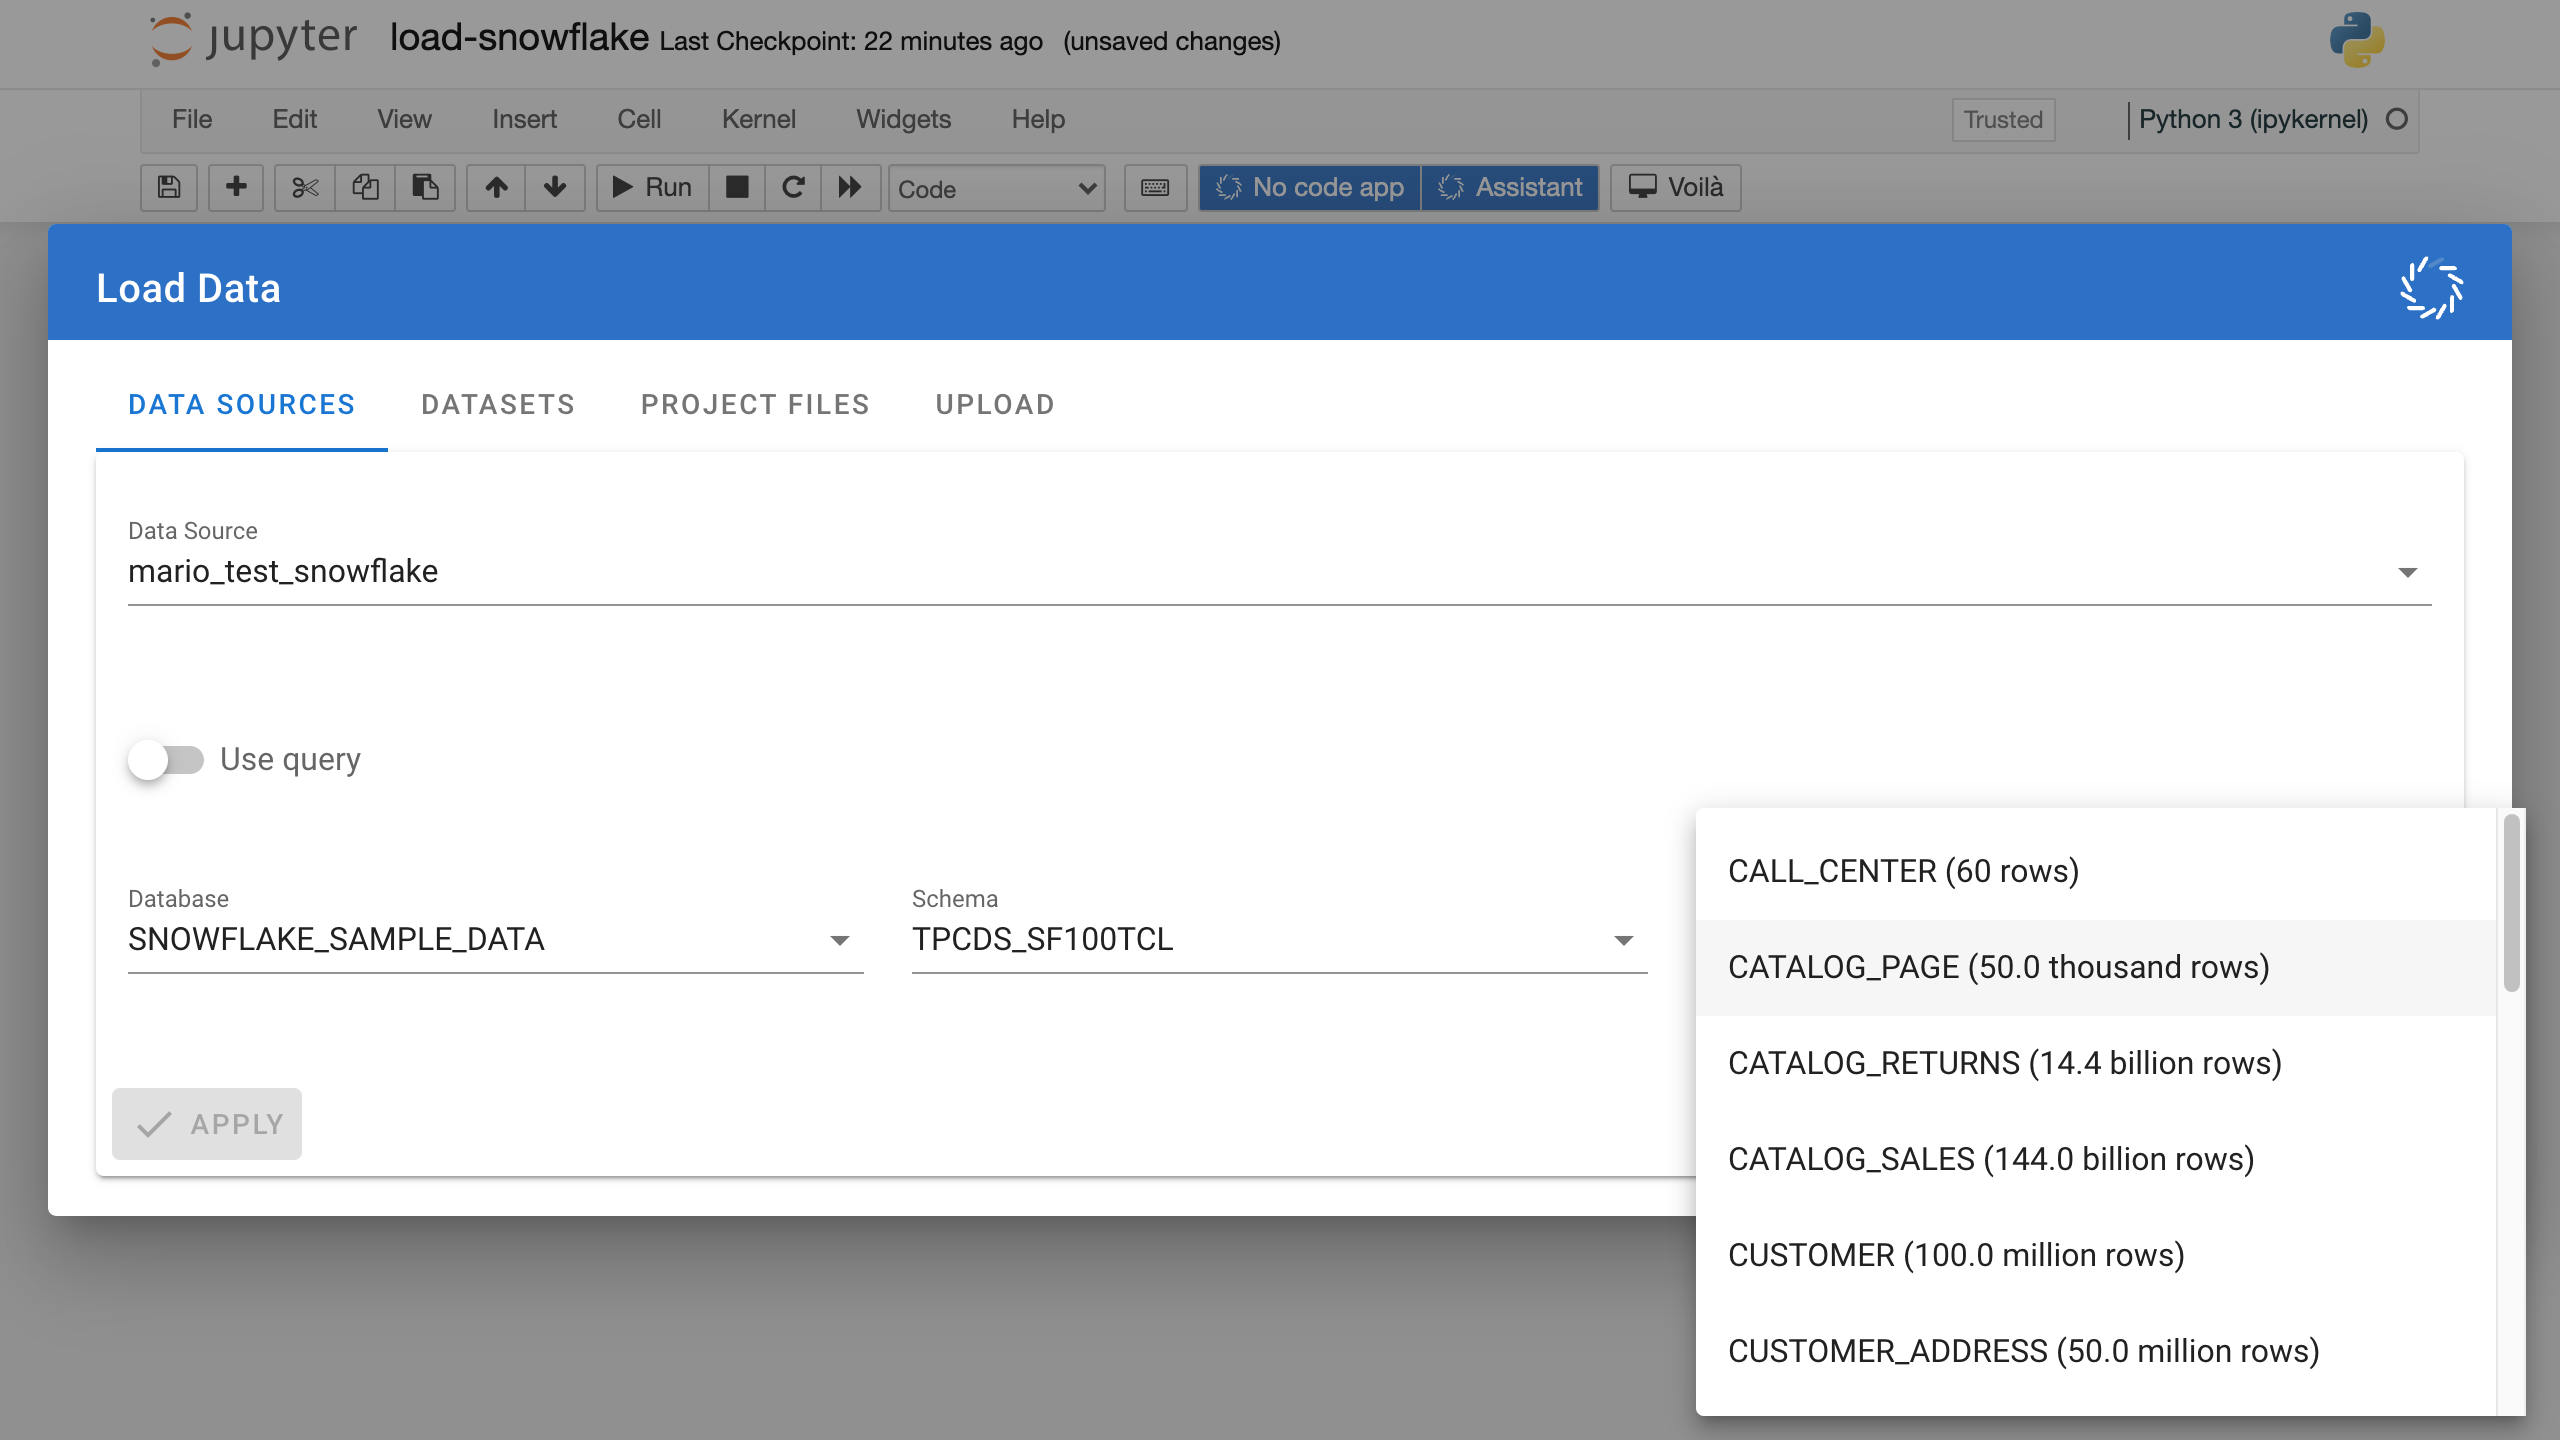 jupyter load-snowflake Last Checkpoint: 22 minutes ago (unsaved changes)
File Edit View Insert Cell Kernel Widgets Help Trusted Python 3 (ipykernel)
Run Code No code app Assistant Voilà
Load Data
DATA SOURCES DATASETS PROJECT FILES UPLOAD
Data Source
mario_test_snowflake
Use query
Database Schema
SNOWFLAKE_SAMPLE_DATA TPCDS_SF100TCL
APPLY
CALL_CENTER (60 rows)
CATALOG_PAGE (50.0 thousand rows)
CATALOG_RETURNS (14.4 billion rows)
CATALOG_SALES (144.0 billion rows)
CUSTOMER (100.0 million rows)
CUSTOMER_ADDRESS (50.0 million rows)